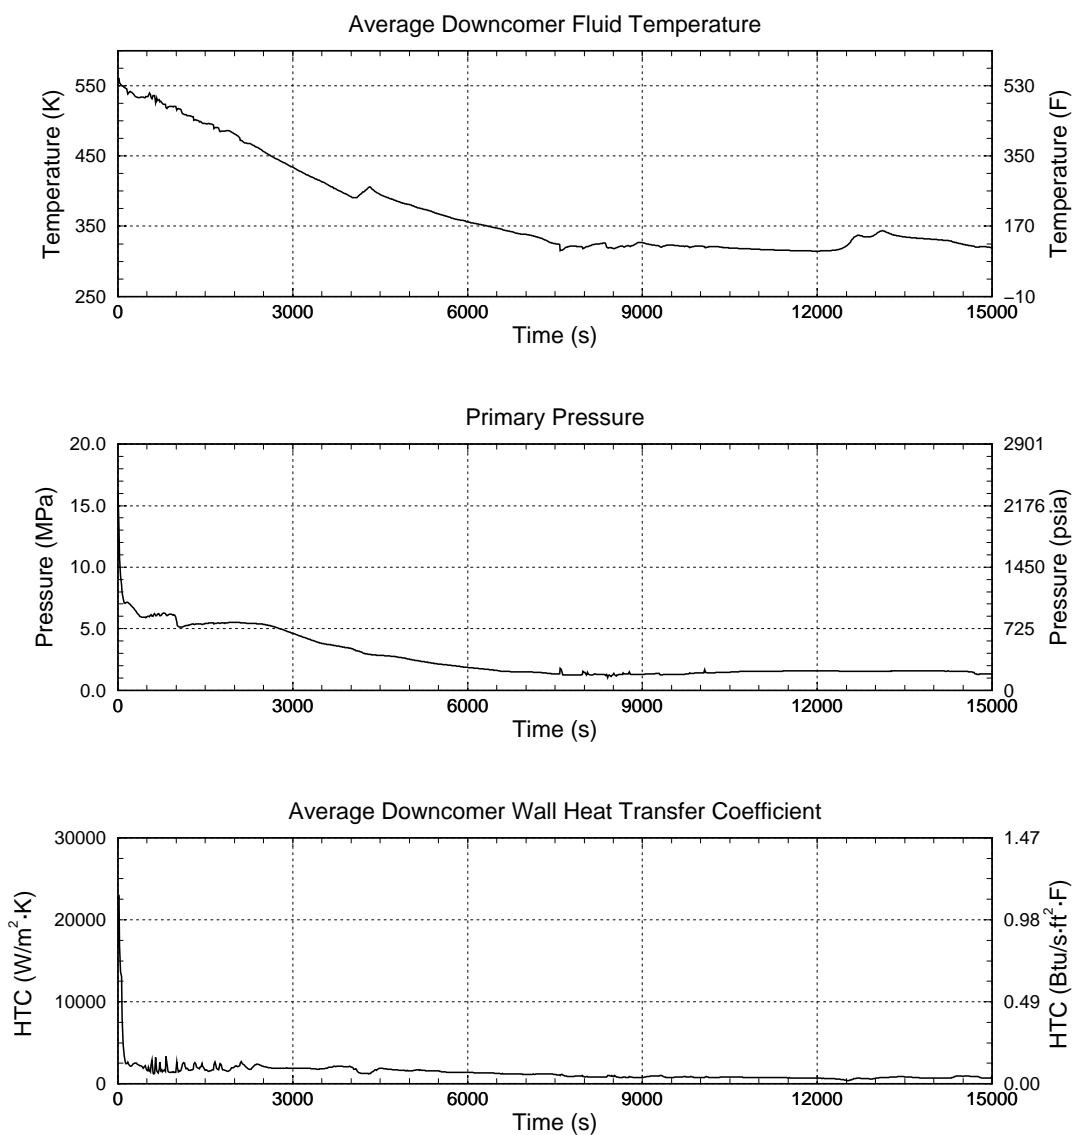 Average Downcomer Fluid Temperature
Temperature (K)
550
450
350
250
530
350
170
−10
Temperature (F)
0 3000 6000 9000 12000 15000
Time (s)
Primary Pressure
Pressure (MPa)
20.0
15.0
10.0
5.0
0.0
2901
2176
1450
725
0
Pressure (psia)
0 3000 6000 9000 12000 15000
Time (s)
Average Downcomer Wall Heat Transfer Coefficient
HTC (W/m²·K)
30000
20000
10000
0
1.47
0.98
0.49
0.00
HTC (Btu/s·ft²·F)
0 3000 6000 9000 12000 15000
Time (s)